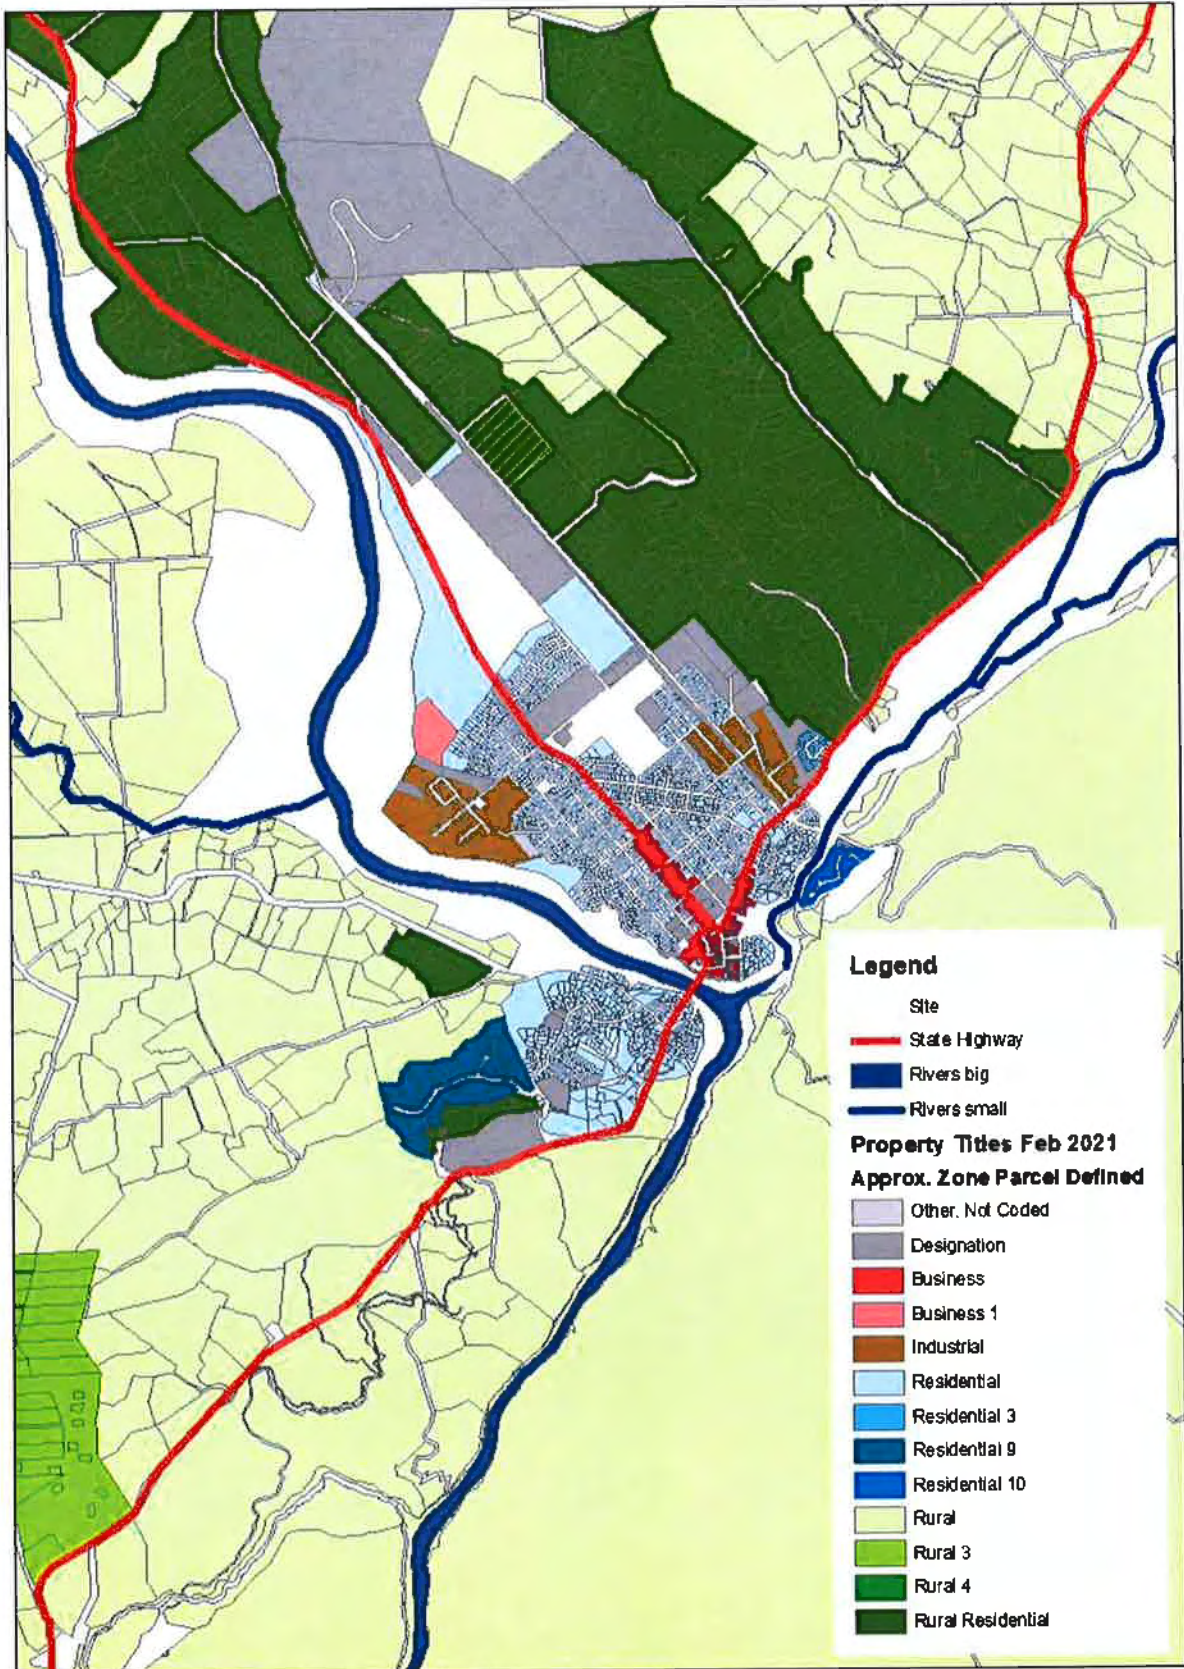 Legend
Site
State Highway
Rivers big
Rivers small
Property Titles Feb 2021
Approx. Zone Parcel Defined
Other. Not Coded
Designation
Business
Business 1
Industrial
Residential
Residential 3
Residential 9
Residential 10
Rural
Rural 3
Rural 4
Rural Residential